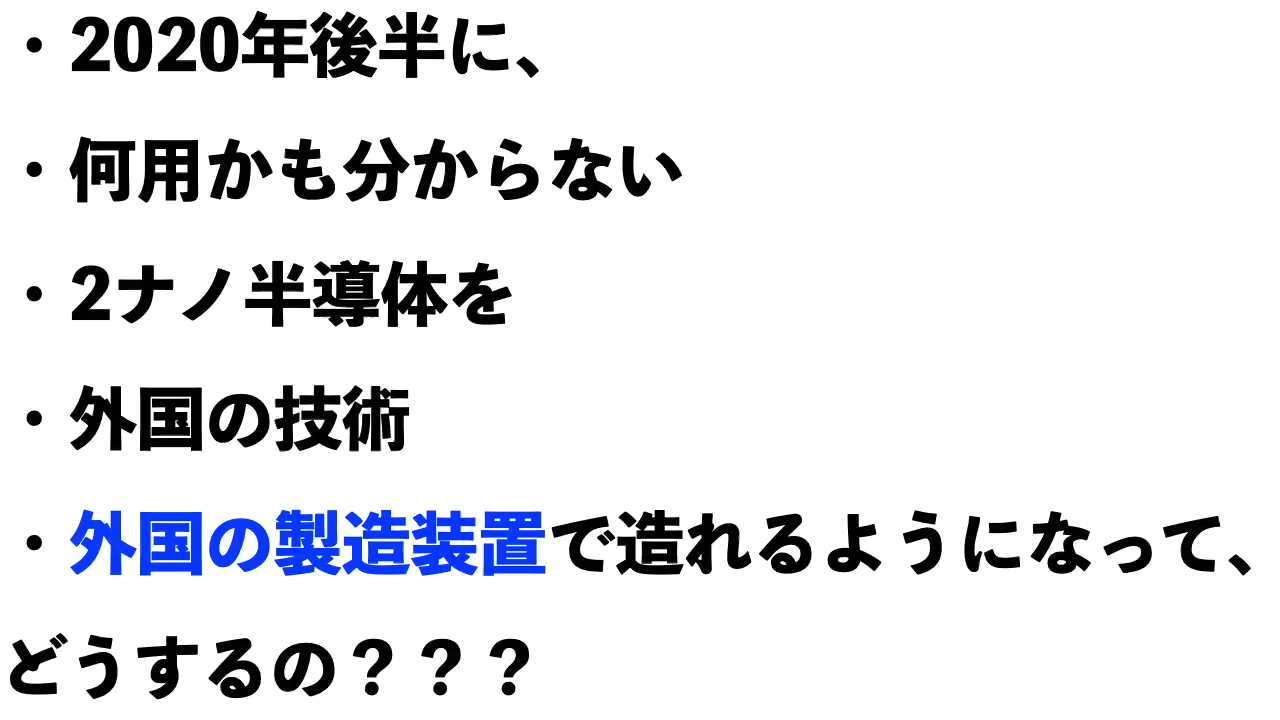 ・2020年後半に、
・何用かも分からない
・2ナノ半導体を
・外国の技術
・外国の製造装置で造れるようになって、
どうするの？？？